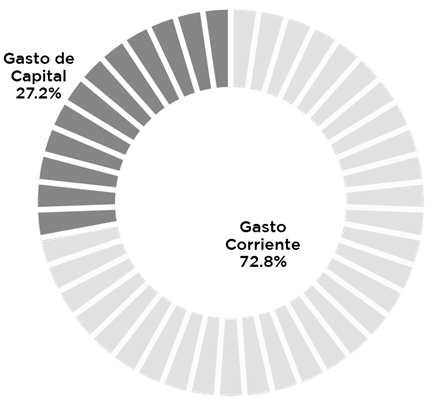 Gasto de
Capital
27.2%
Gasto
Corriente
72.8%